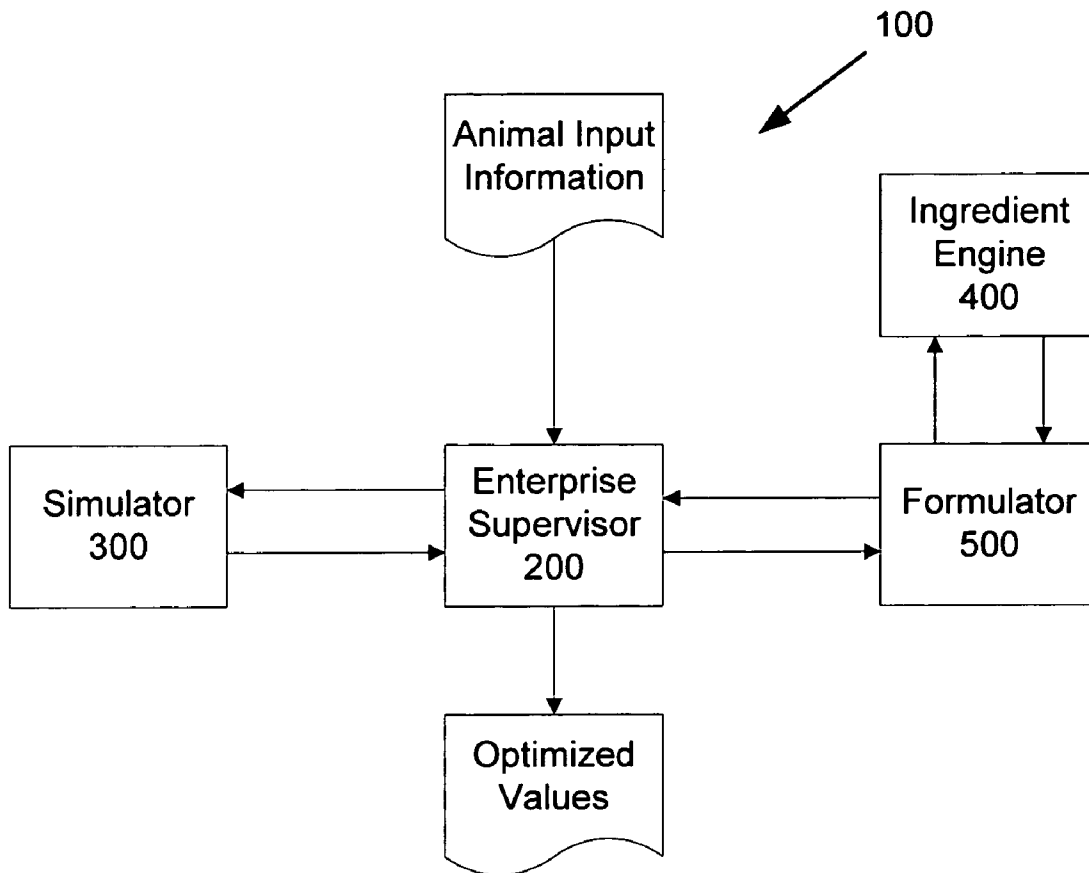 100
Animal Input
Information
Ingredient
Engine
400
Simulator
300
Enterprise
Supervisor
200
Formulator
500
Optimized
Values